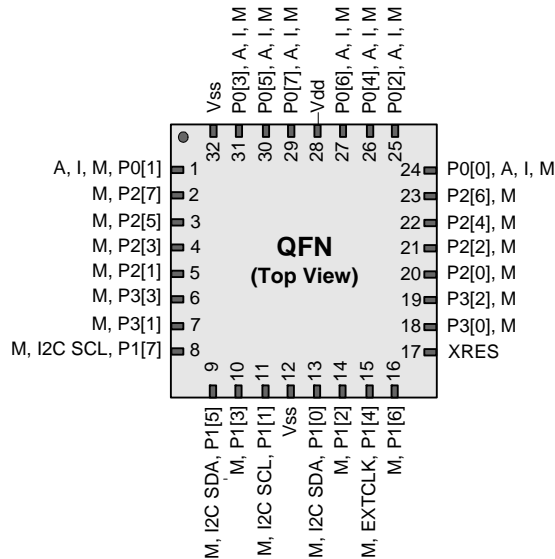 Vss
P0[3], A, I, M
P0[5], A, I, M
P0[7], A, I, M
Vdd
P0[6], A, I, M
P0[4], A, I, M
P0[2], A, I, M
32
31
30
29
28
27
26
25
A, I, M, P0[1]
1
M, P2[7]
2
M, P2[5]
3
M, P2[3]
4
M, P2[1]
5
M, P3[3]
6
M, P3[1]
7
M, I2C SCL, P1[7]
8
QFN
(Top View)
24
P0[0], A, I, M
23
P2[6], M
22
P2[4], M
21
P2[2], M
20
P2[0], M
19
P3[2], M
18
P3[0], M
17
XRES
9
10
11
12
13
14
15
16
M, I2C SDA, P1[5]
M, P1[3]
M, I2C SCL, P1[1]
Vss
M, I2C SDA, P1[0]
M, P1[2]
M, EXTCLK, P1[4]
M, P1[6]